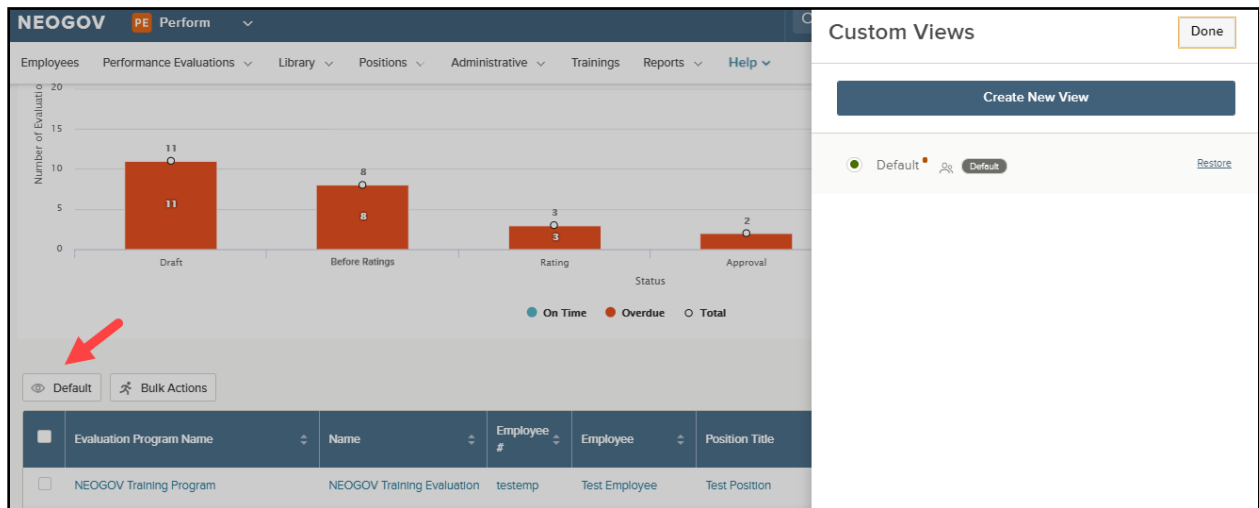 NEOGOV PE Perform
Employees Performance Evaluations Library Positions Administrative Trainings Reports Help
Number of Evaluatio
20
15
10
5
0
11
11
8
8
3
3
2
Draft Before Ratings Rating Approval
Status
On Time Overdue Total
Default Bulk Actions
Evaluation Program Name Name Employee # Employee Position Title
NEOGOV Training Program NEOGOV Training Evaluation testemp Test Employee Test Position
Custom Views Done
Create New View
Default Default Restore